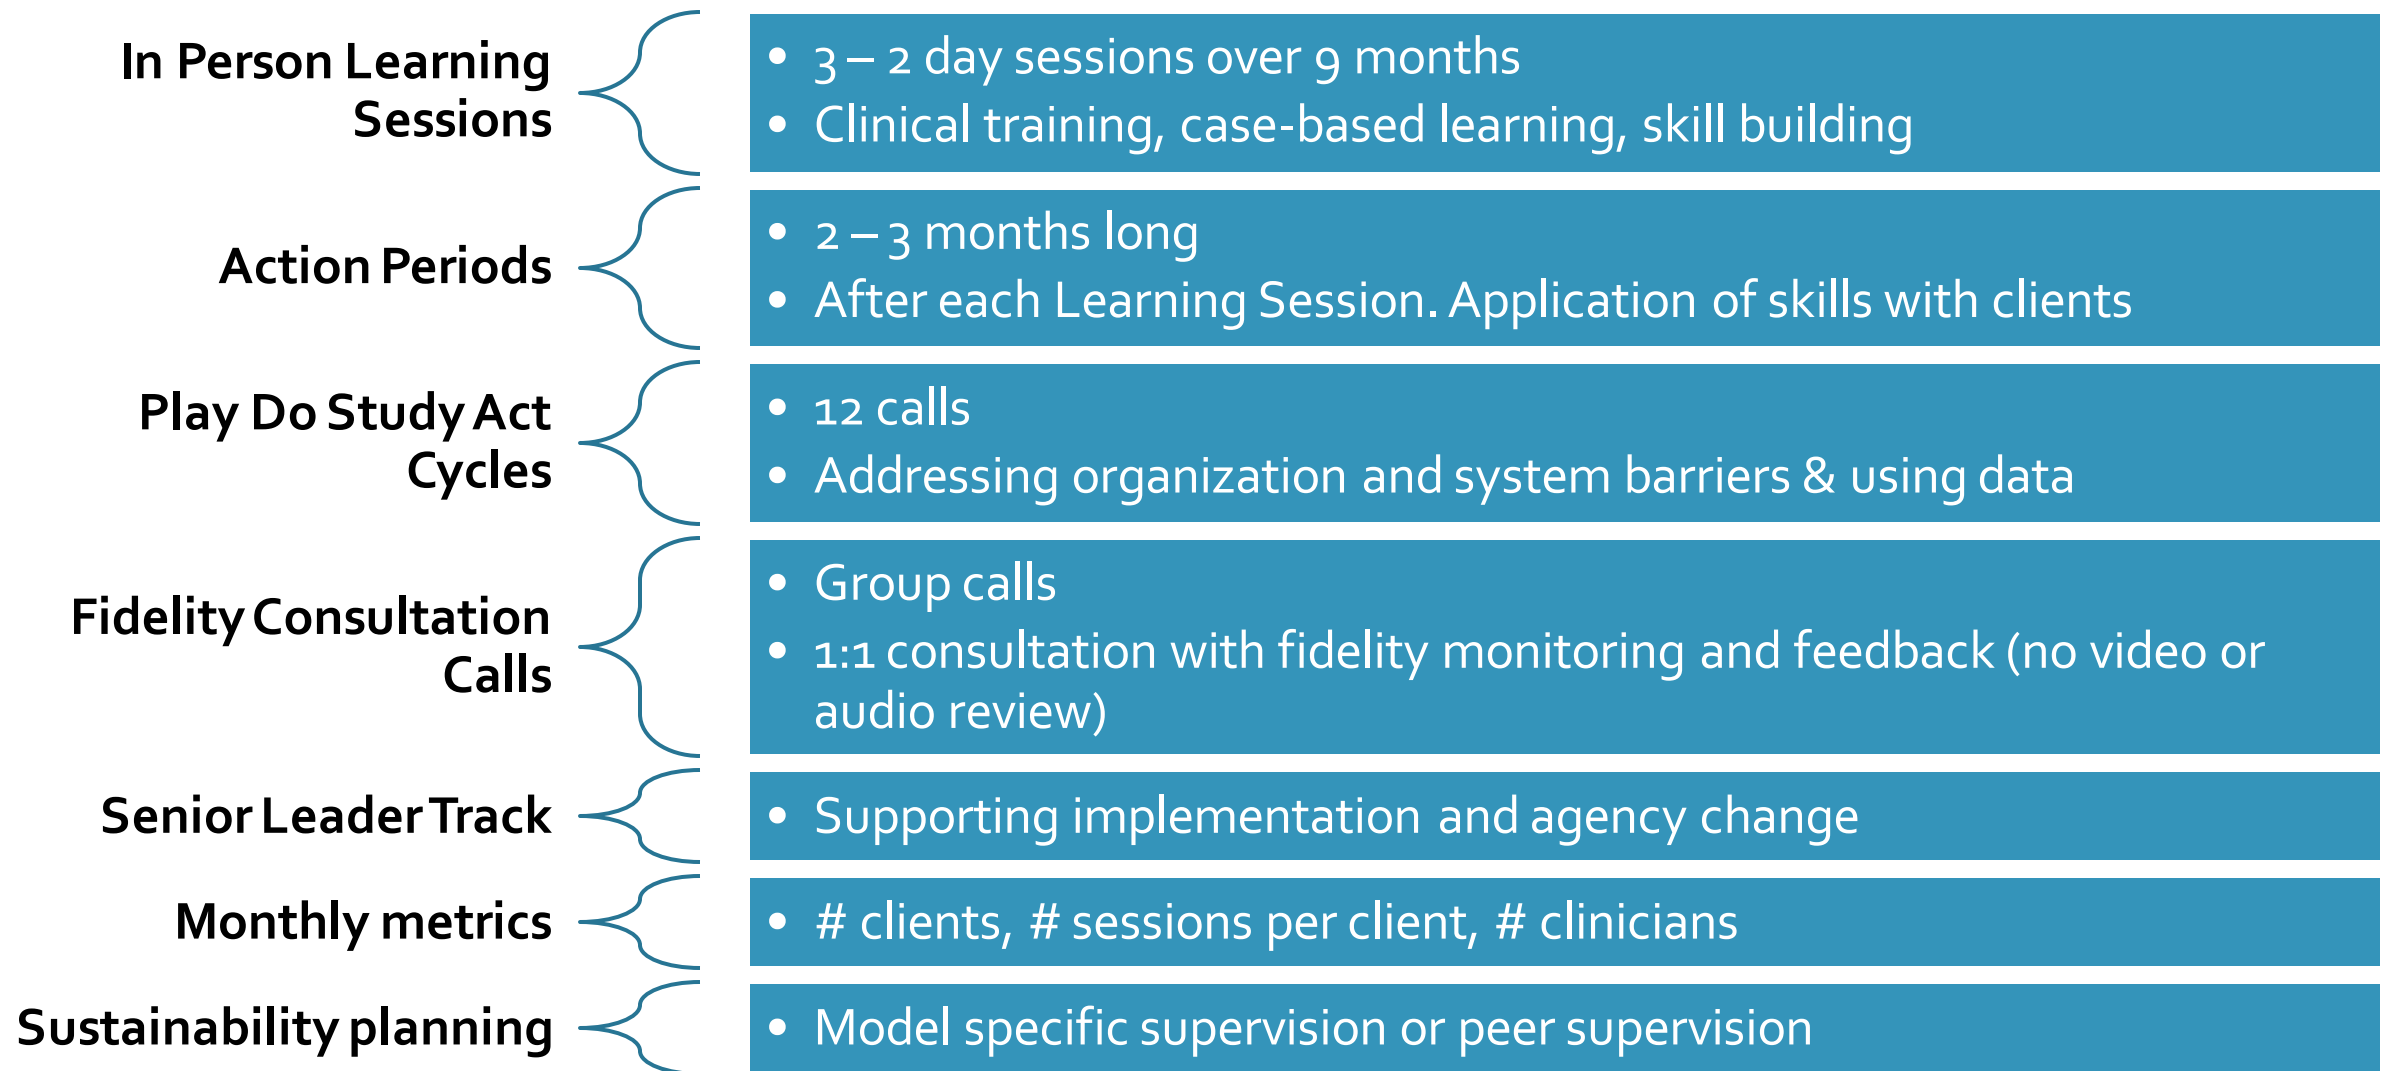 In Person Learning
Sessions
• 3 – 2 day sessions over 9 months
• Clinical training, case-based learning, skill building
Action Periods
• 2 – 3 months long
• After each Learning Session. Application of skills with clients
Play Do Study Act
Cycles
• 12 calls
• Addressing organization and system barriers & using data
Fidelity Consultation
Calls
• Group calls
• 1:1 consultation with fidelity monitoring and feedback (no video or
audio review)
Senior Leader Track
• Supporting implementation and agency change
Monthly metrics
• # clients, # sessions per client, # clinicians
Sustainability planning
• Model specific supervision or peer supervision